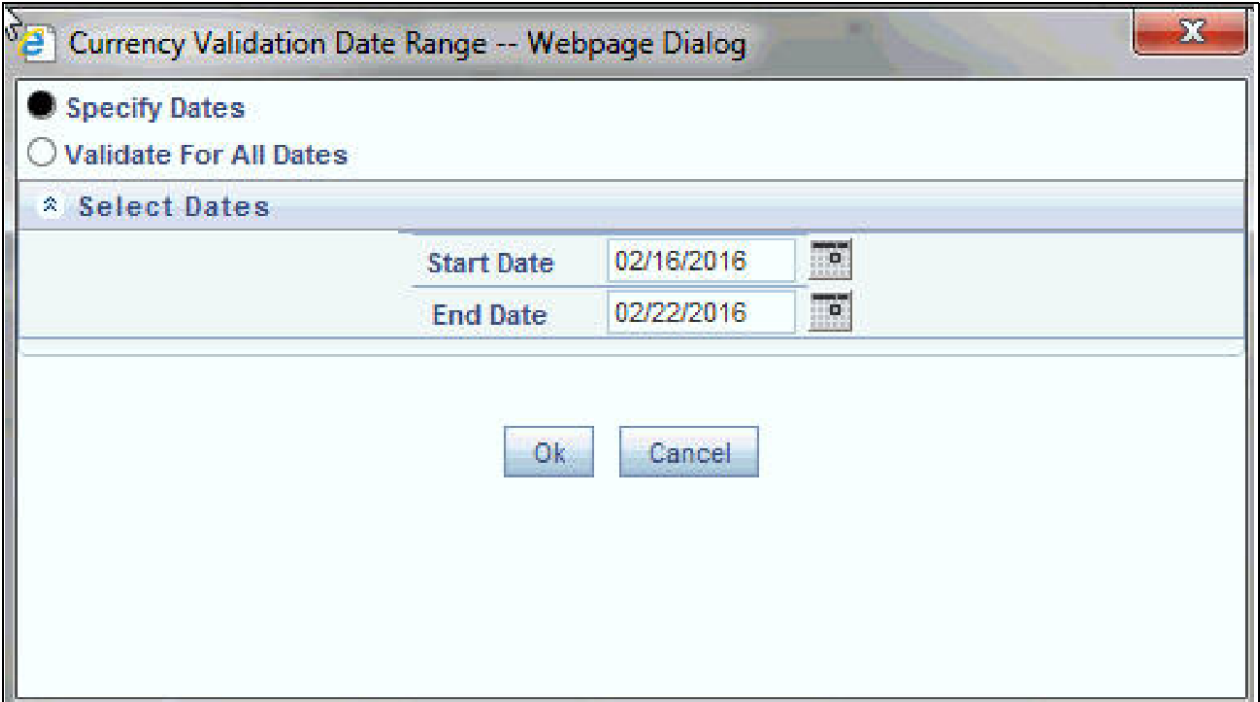 Currency Validation Date Range -- Webpage Dialog
Specify Dates
Validate For All Dates
Select Dates
Start Date 02/16/2016
End Date 02/22/2016
Ok Cancel